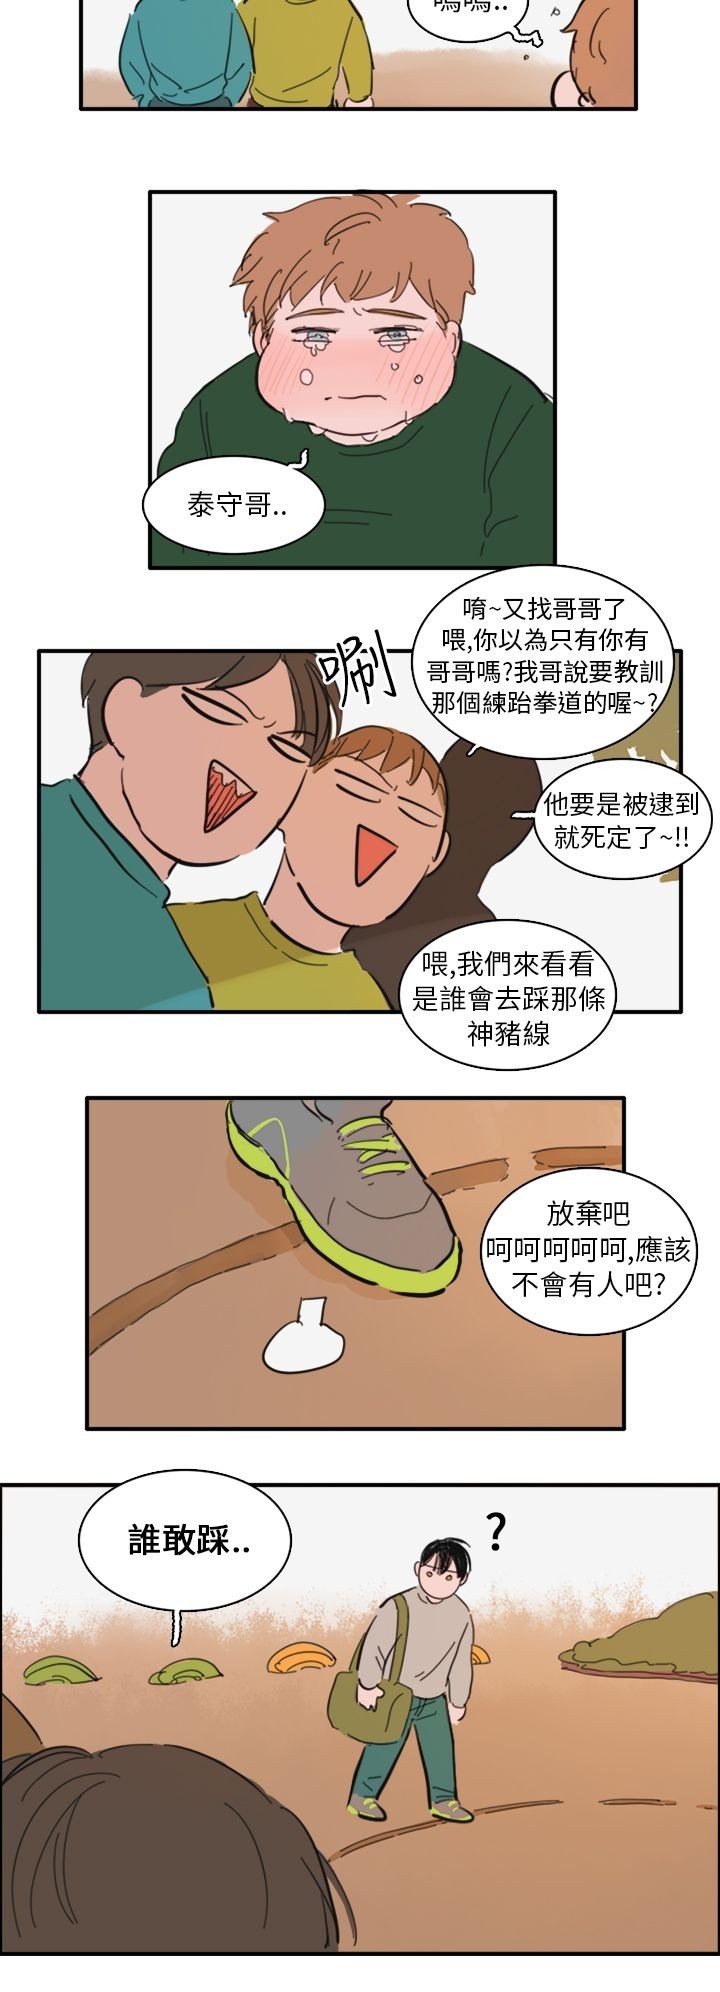 嗚嗚..
泰守哥..
唷~又找哥哥了
喂,你以為只有你有
哥哥嗎?我哥說要教訓
那個練跆拳道的喔~?
唰
他要是被逮到
就死定了~!!
喂,我們來看看
是誰會去踩那條
神豬線
放棄吧
呵呵呵呵呵,應該
不會有人吧?
誰敢踩..
?